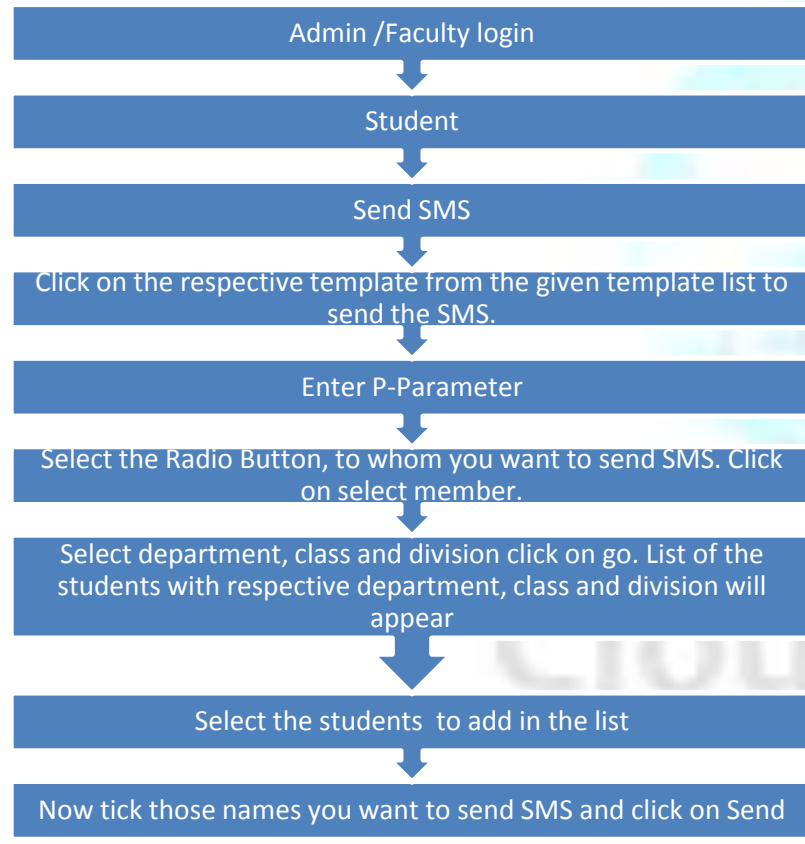 Admin /Faculty login
Student
Send SMS
Click on the respective template from the given template list to
send the SMS.
Enter P-Parameter
Select the Radio Button, to whom you want to send SMS. Click
on select member.
Select department, class and division click on go. List of the
students with respective department, class and division will
appear
Select the students  to add in the list
Now tick those names you want to send SMS and click on Send